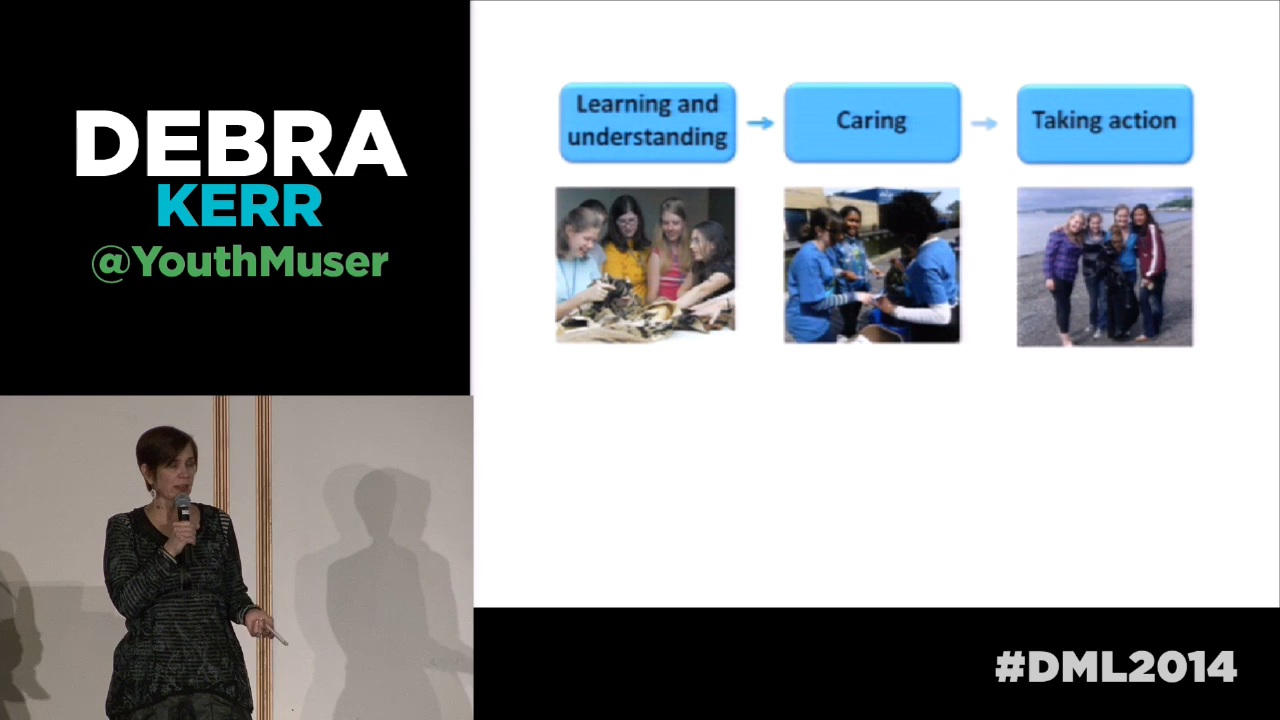 DEBRA
KERR
@YouthMuser
Learning and
understanding
Caring
Taking action
#DML2014